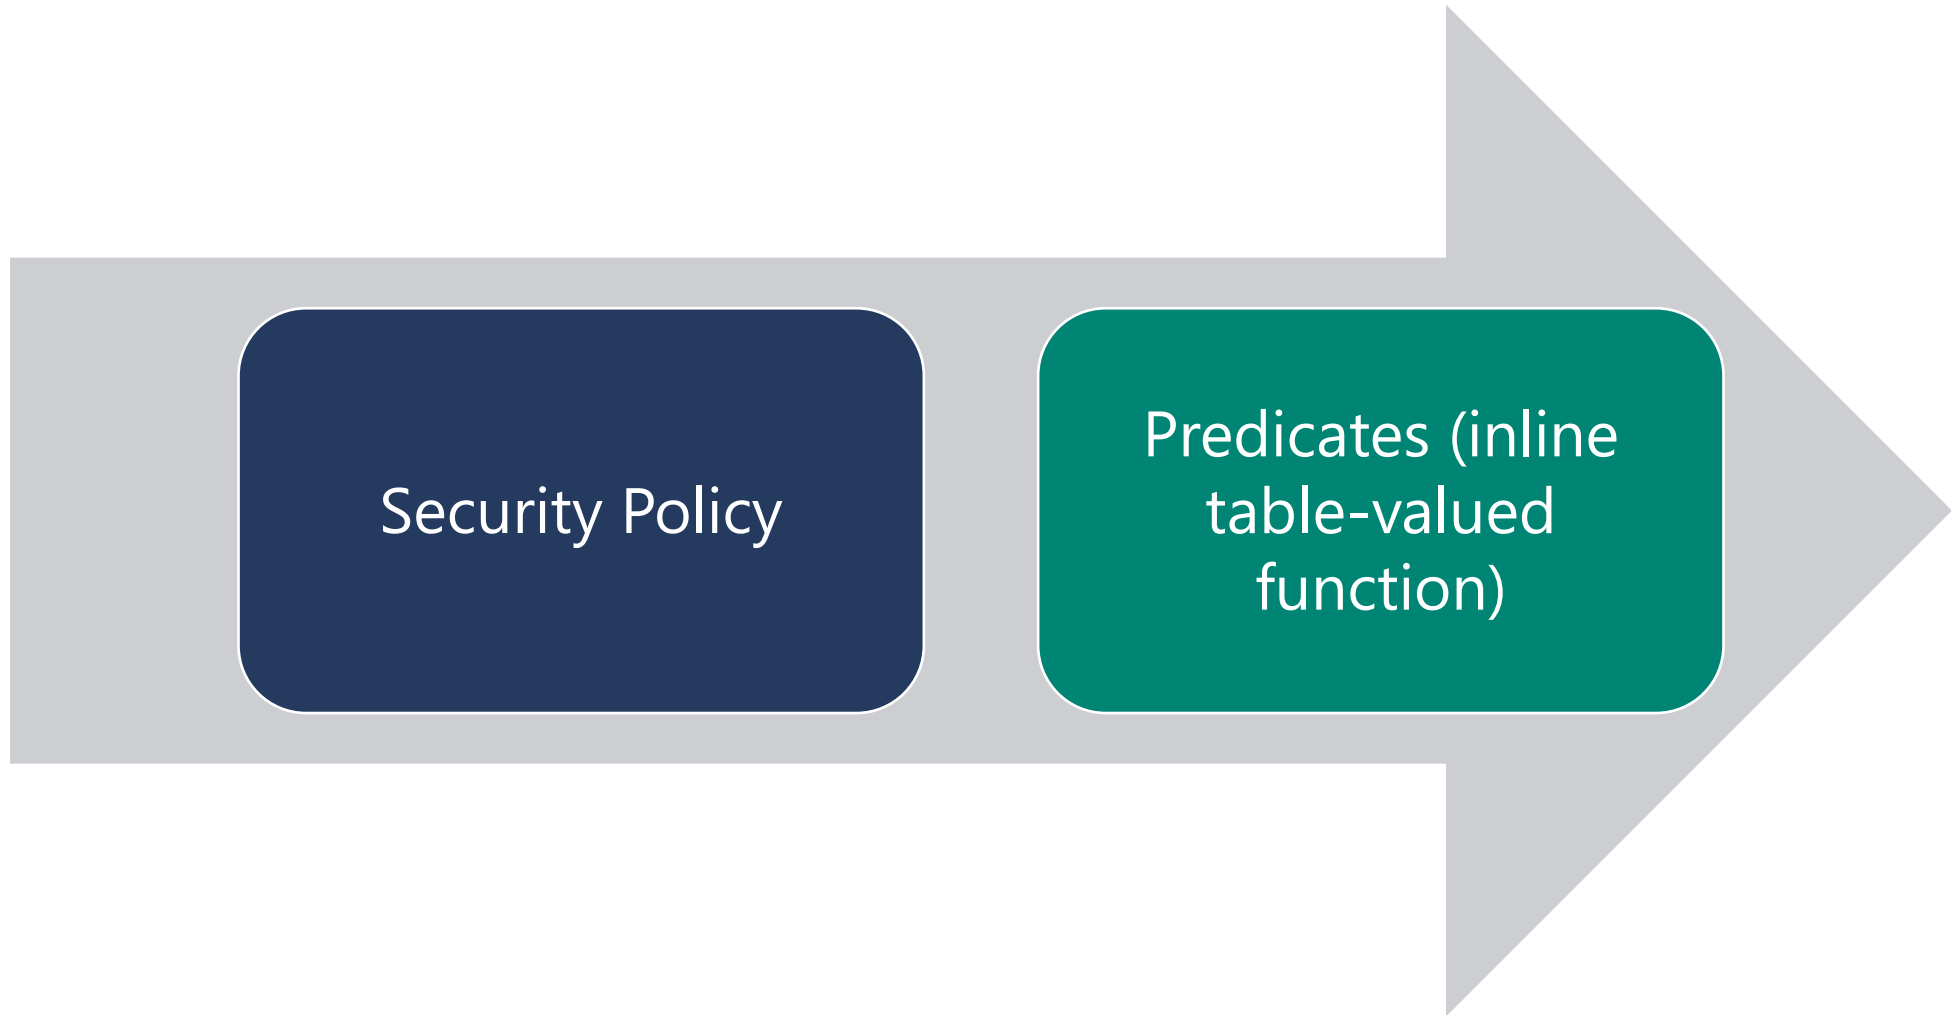 Security Policy
Predicates (inline
table-valued
function)